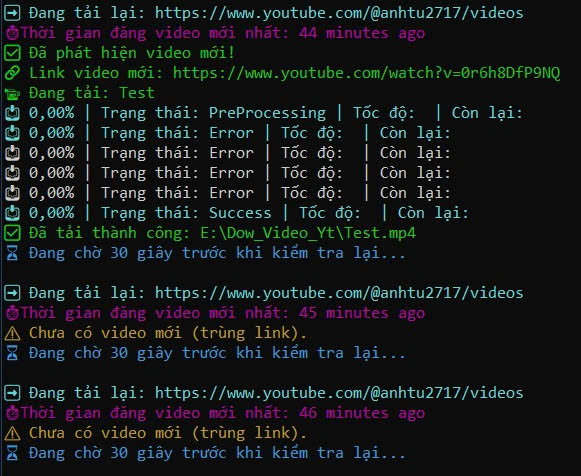 Đang tải lại: https://www.youtube.com/@anhtu2717/videos
Thời gian đăng video mới nhất: 44 minutes ago
Đã phát hiện video mới!
Link video mới: https://www.youtube.com/watch?v=0r6h8DfP9NQ
Đang tải: Test
0,00% | Trạng thái: PreProcessing | Tốc độ:  | Còn lại:
0,00% | Trạng thái: Error | Tốc độ:  | Còn lại:
0,00% | Trạng thái: Error | Tốc độ:  | Còn lại:
0,00% | Trạng thái: Error | Tốc độ:  | Còn lại:
0,00% | Trạng thái: Error | Tốc độ:  | Còn lại:
0,00% | Trạng thái: Success | Tốc độ:  | Còn lại:
Đã tải thành công: E:\Dow_Video_Yt\Test.mp4
Đang chờ 30 giây trước khi kiểm tra lại...
Đang tải lại: https://www.youtube.com/@anhtu2717/videos
Thời gian đăng video mới nhất: 45 minutes ago
Chưa có video mới (trùng link).
Đang chờ 30 giây trước khi kiểm tra lại...
Đang tải lại: https://www.youtube.com/@anhtu2717/videos
Thời gian đăng video mới nhất: 46 minutes ago
Chưa có video mới (trùng link).
Đang chờ 30 giây trước khi kiểm tra lại...